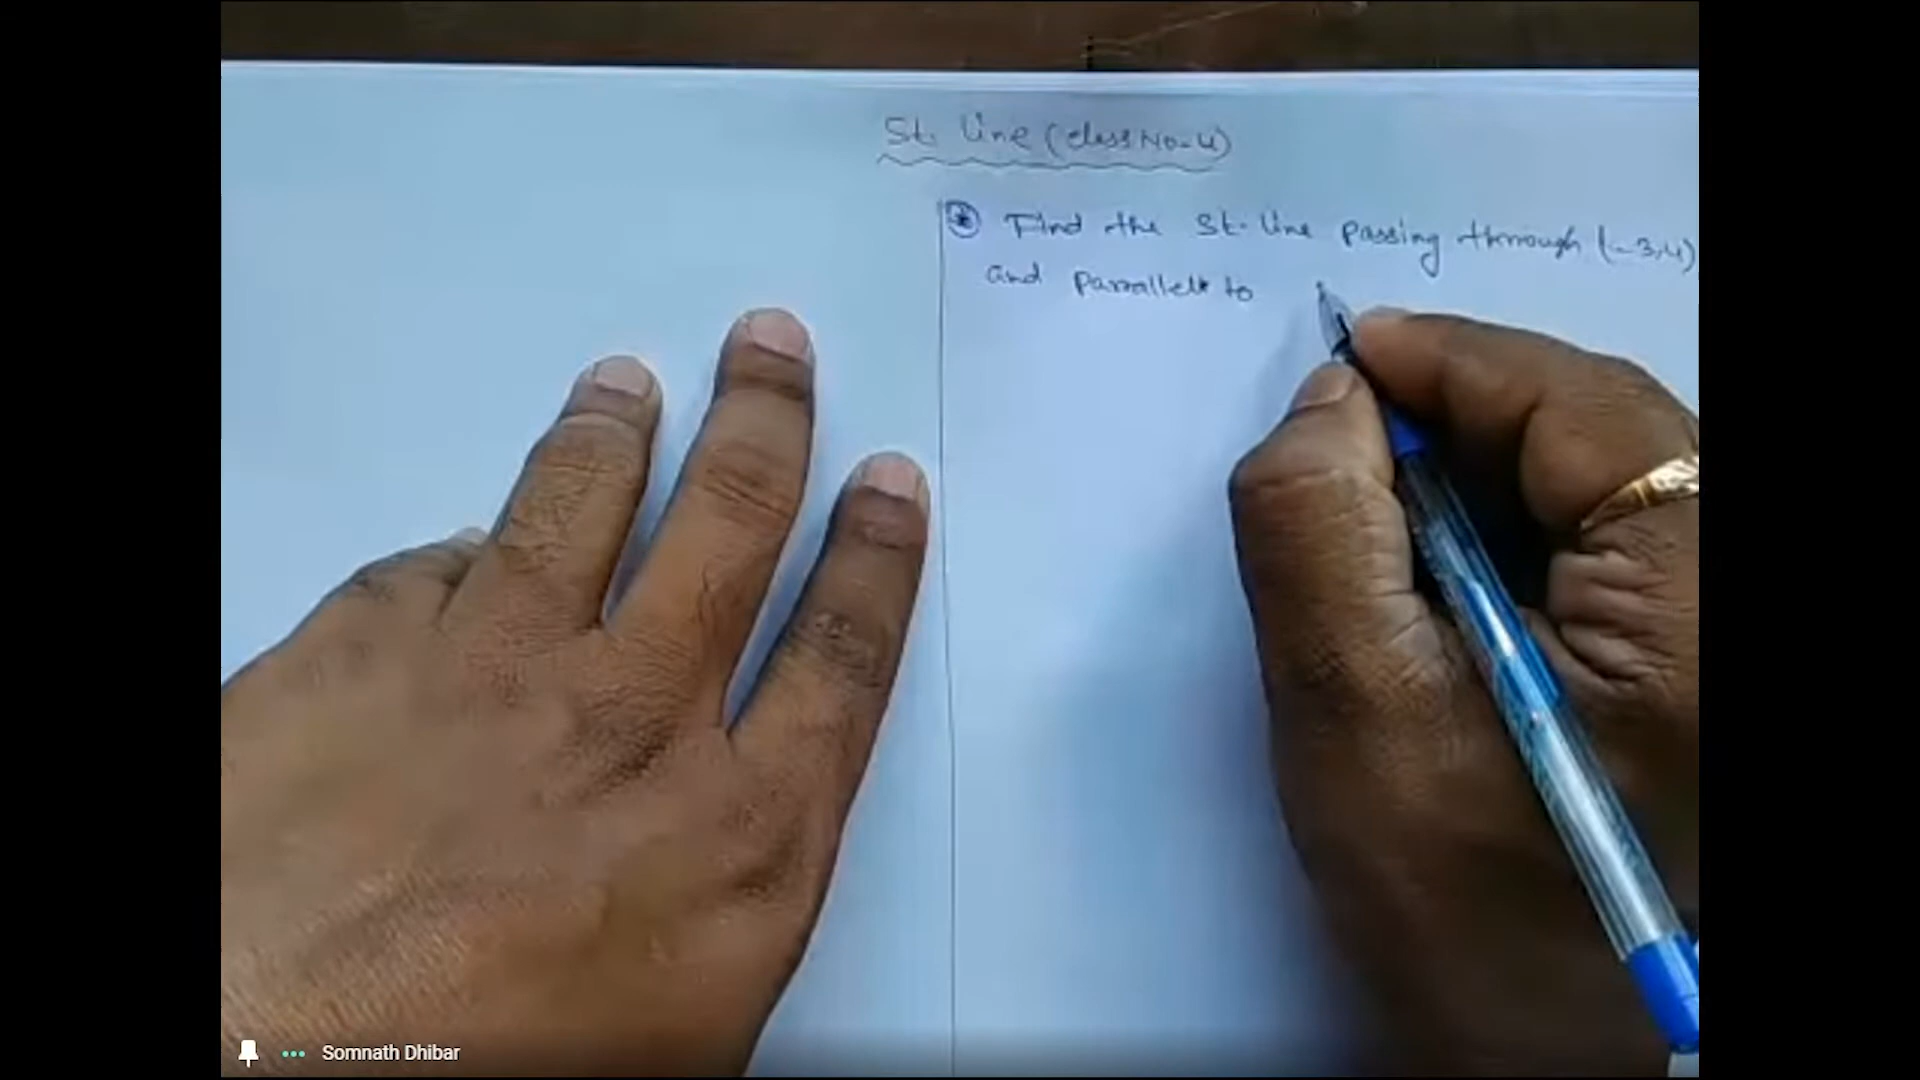 St. Line (class No-4)
* Find the St. line passing through (-3,4)
and parallel to
Somnath Dhibar